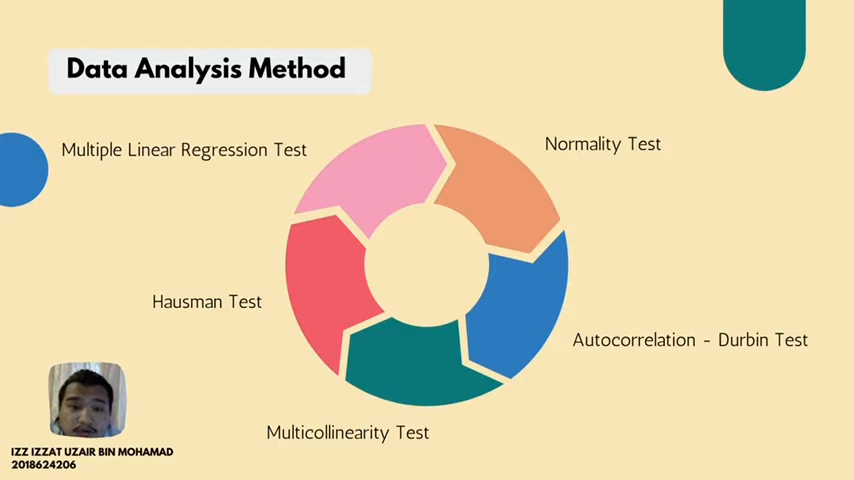 Data Analysis Method
Multiple Linear Regression Test
Normality Test
Hausman Test
Autocorrelation - Durbin Test
Multicollinearity Test
IZZ IZZAT UZAIR BIN MOHAMAD
2018624206